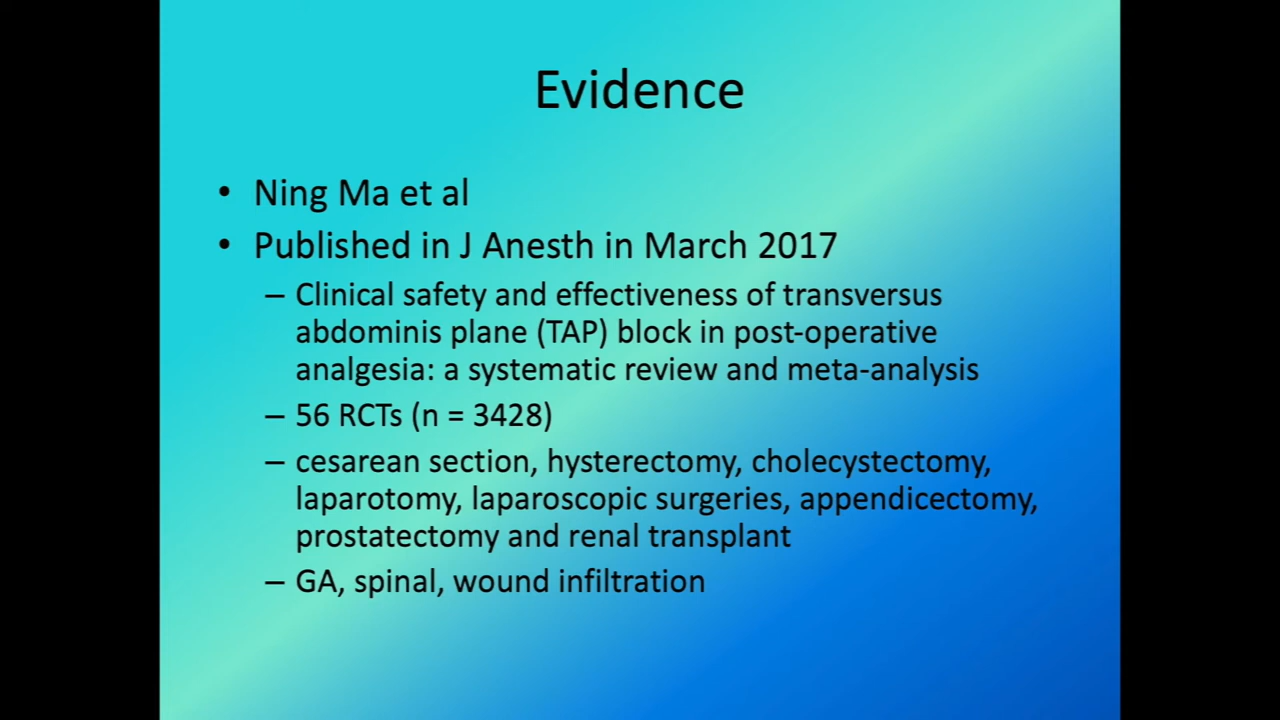 Evidence
• Ning Ma et al
• Published in J Anesth in March 2017
– Clinical safety and effectiveness of transversus
abdominis plane (TAP) block in post-operative
analgesia: a systematic review and meta-analysis
– 56 RCTs (n = 3428)
– cesarean section, hysterectomy, cholecystectomy,
laparotomy, laparoscopic surgeries, appendicectomy,
prostatectomy and renal transplant
– GA, spinal, wound infiltration